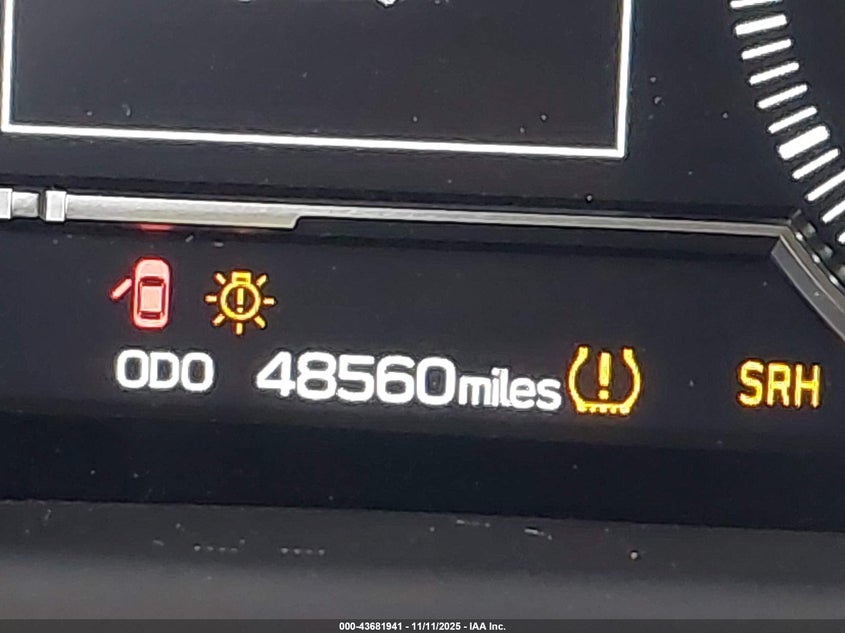 ODO 48560miles SRH
000-43681941 - 11/11/2025 - IAA Inc.